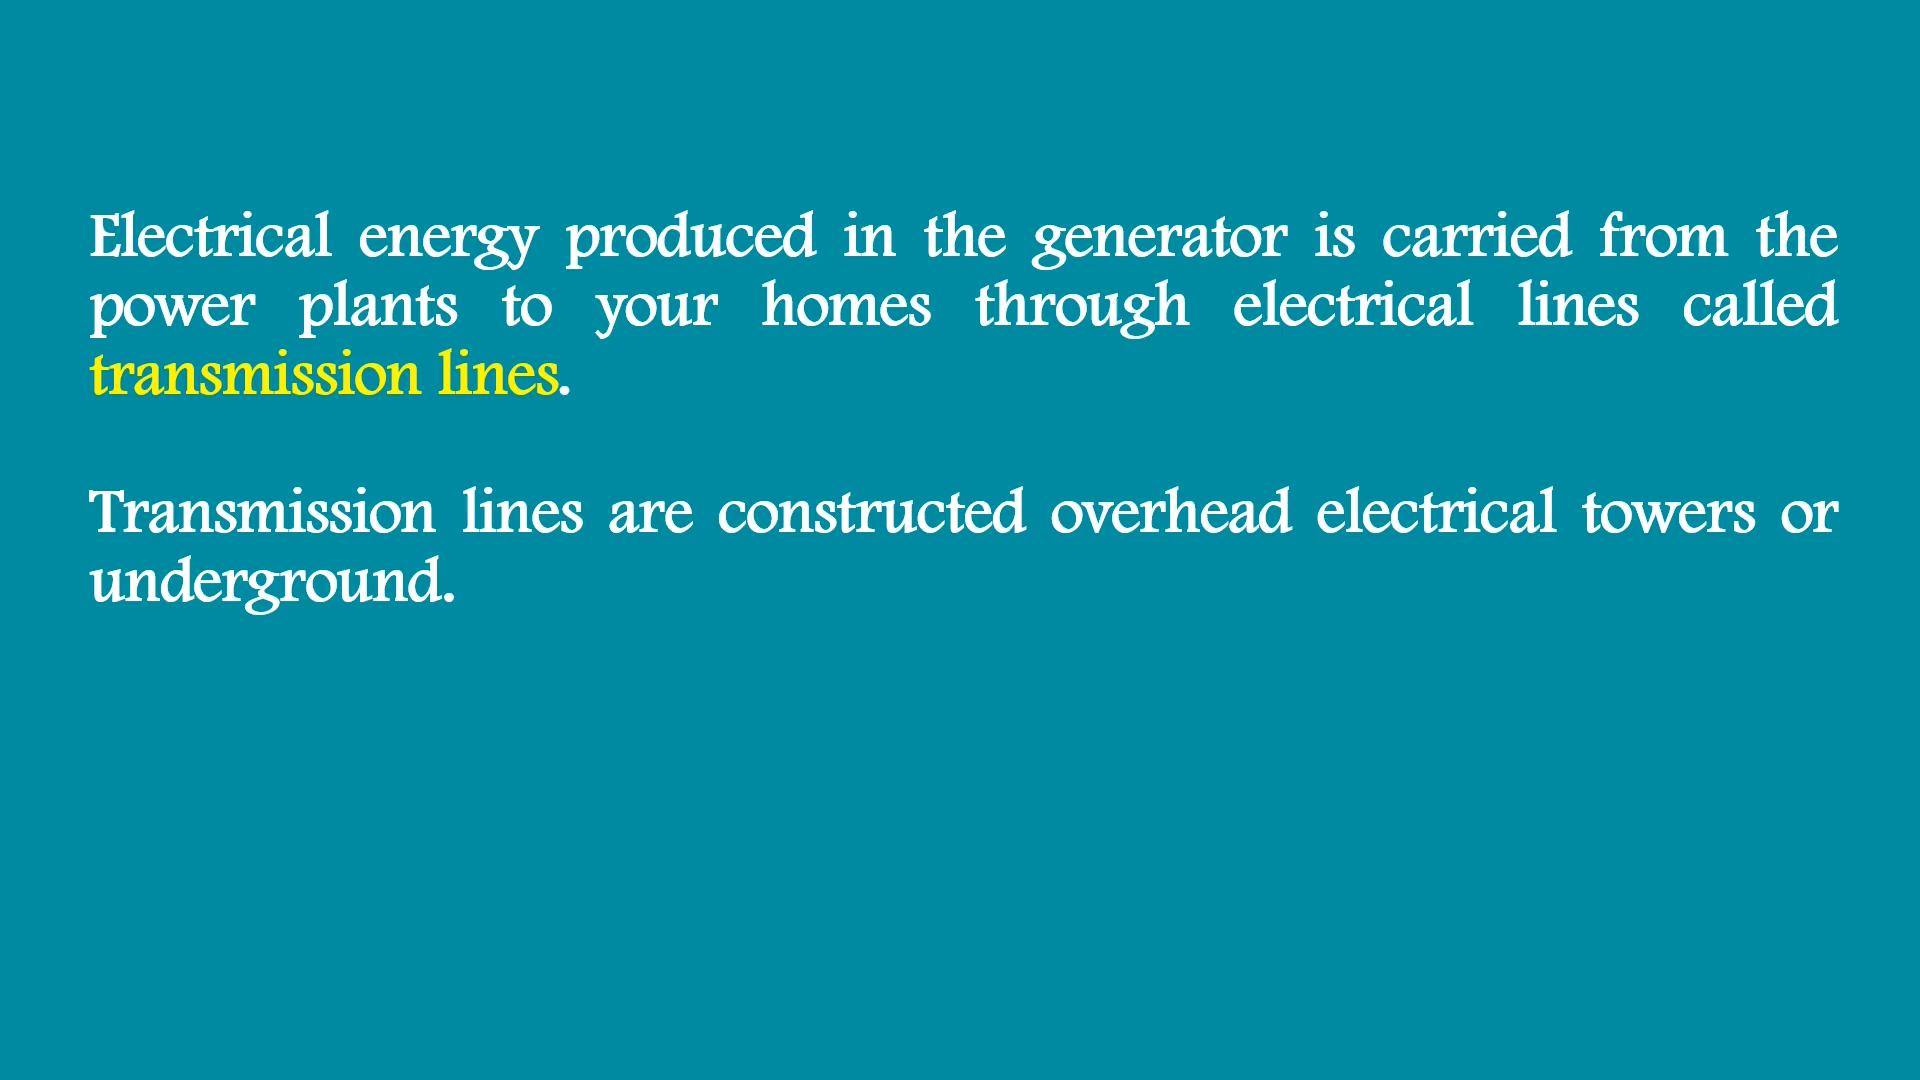 Electrical energy produced in the generator is carried from the
power plants to your homes through electrical lines called
transmission lines.
Transmission lines are constructed overhead electrical towers or
underground.